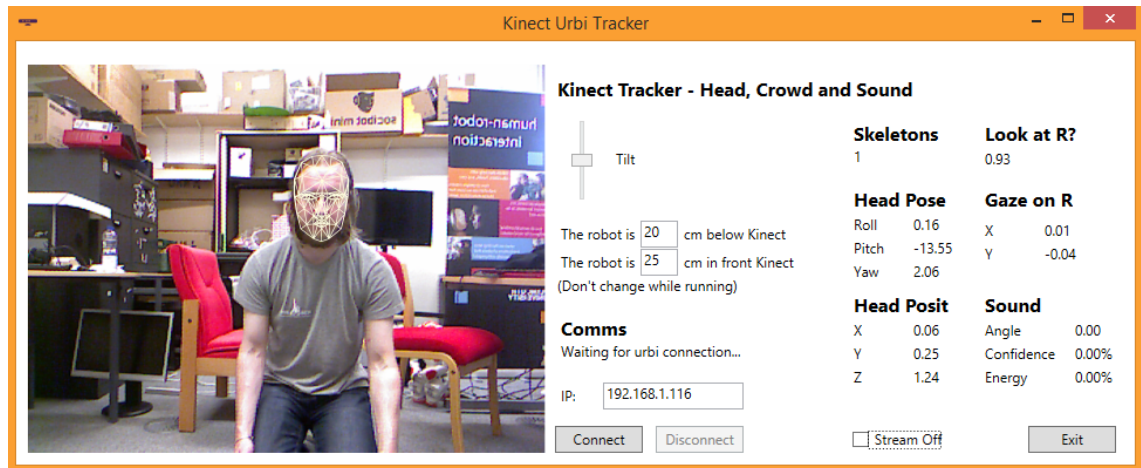 Kinect Urbi Tracker
socibot mini
human-robot
interaction
Kinect Tracker - Head, Crowd and Sound
Tilt
The robot is 20 cm below Kinect
The robot is 25 cm in front Kinect
(Don't change while running)
Comms
Waiting for urbi connection...
IP: 192.168.1.116
Connect Disconnect
Skeletons
1
Look at R?
0.93
Head Pose
Roll 0.16
Pitch -13.55
Yaw 2.06
Gaze on R
X 0.01
Y -0.04
Head Posit
X 0.06
Y 0.25
Z 1.24
Sound
Angle 0.00
Confidence 0.00%
Energy 0.00%
Stream Off
Exit